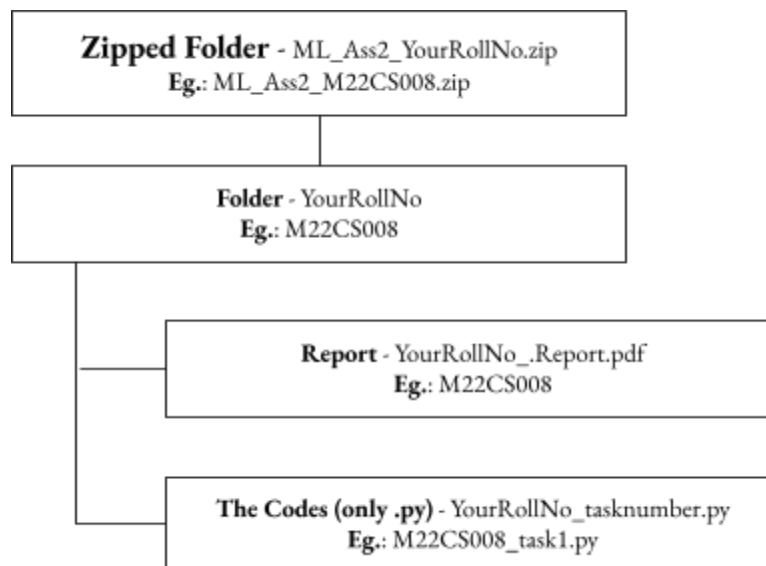 Zipped Folder - ML_Ass2_YourRollNo.zip
Eg.: ML_Ass2_M22CS008.zip
Folder - YourRollNo
Eg.: M22CS008
Report - YourRollNo_.Report.pdf
Eg.: M22CS008
The Codes (only .py) - YourRollNo_tasknumber.py
Eg.: M22CS008_task1.py